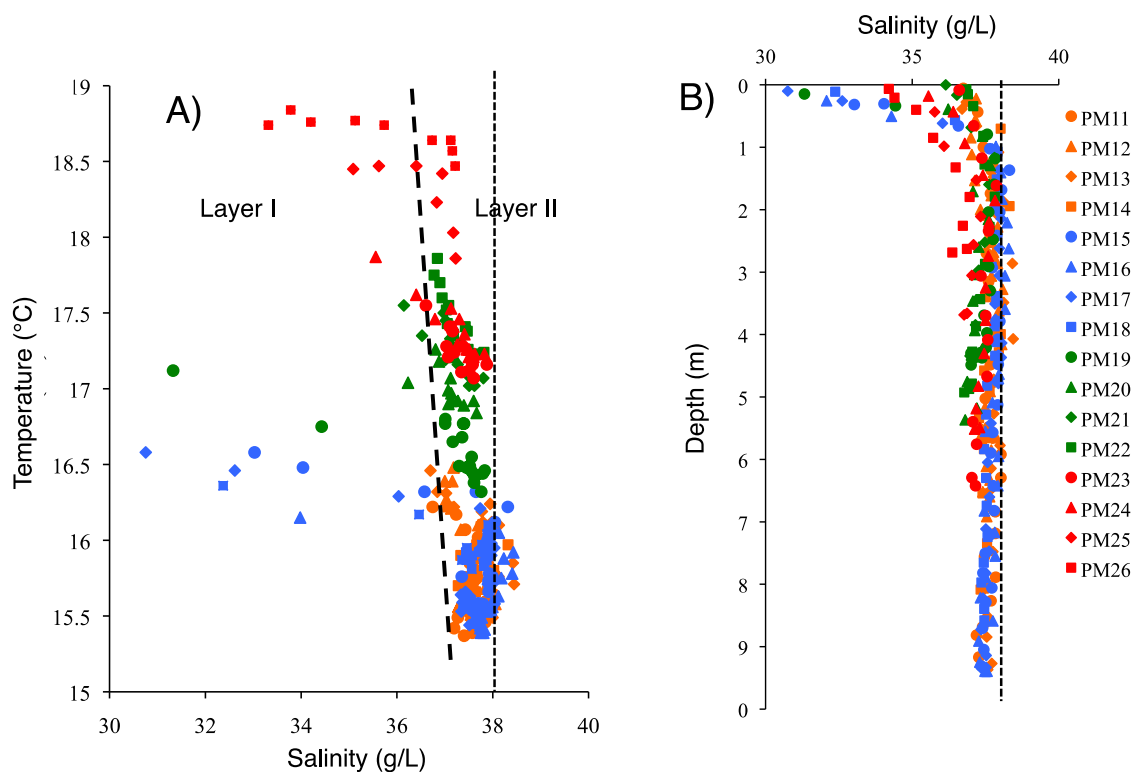 A)
Layer I
Layer II
Temperature (°C)
19
18.5
18
17.5
17
16.5
16
15.5
15
30
32
34
36
38
40
Salinity (g/L)
B)
Salinity (g/L)
30
35
40
Depth (m)
0
1
2
3
4
5
6
7
8
9
0
PM11
PM12
PM13
PM14
PM15
PM16
PM17
PM18
PM19
PM20
PM21
PM22
PM23
PM24
PM25
PM26